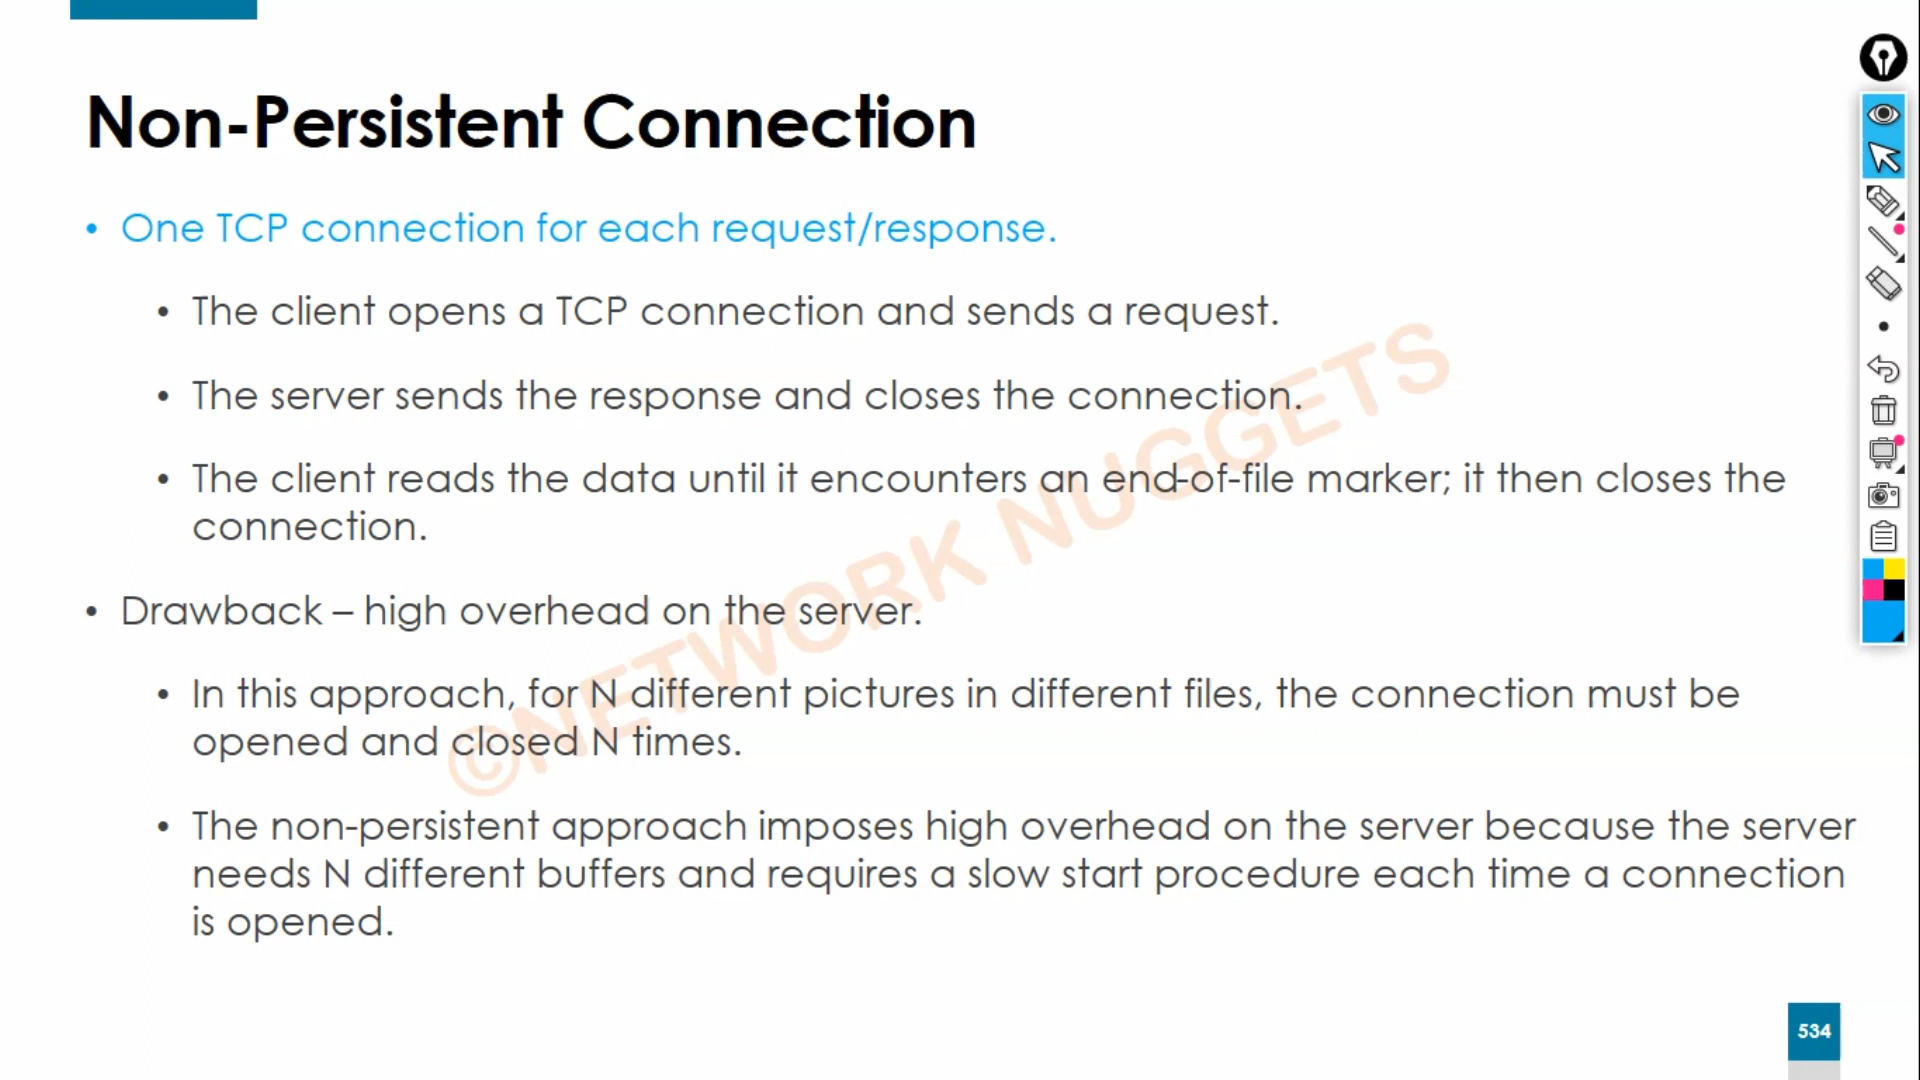 Non-Persistent Connection
• One TCP connection for each request/response.
• The client opens a TCP connection and sends a request.
• The server sends the response and closes the connection.
• The client reads the data until it encounters an end-of-file marker; it then closes the
connection.
• Drawback – high overhead on the server.
• In this approach, for N different pictures in different files, the connection must be
opened and closed N times.
• The non-persistent approach imposes high overhead on the server because the server
needs N different buffers and requires a slow start procedure each time a connection
is opened.
©NETWORK NUGGETS
534